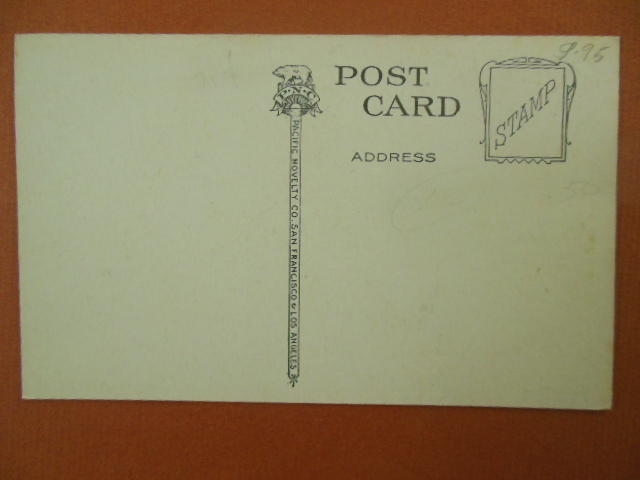 9.95
P.N.C.
POST
CARD
STAMP
ADDRESS
PACIFIC NOVELTY CO. SAN FRANCISCO & LOS ANGELES